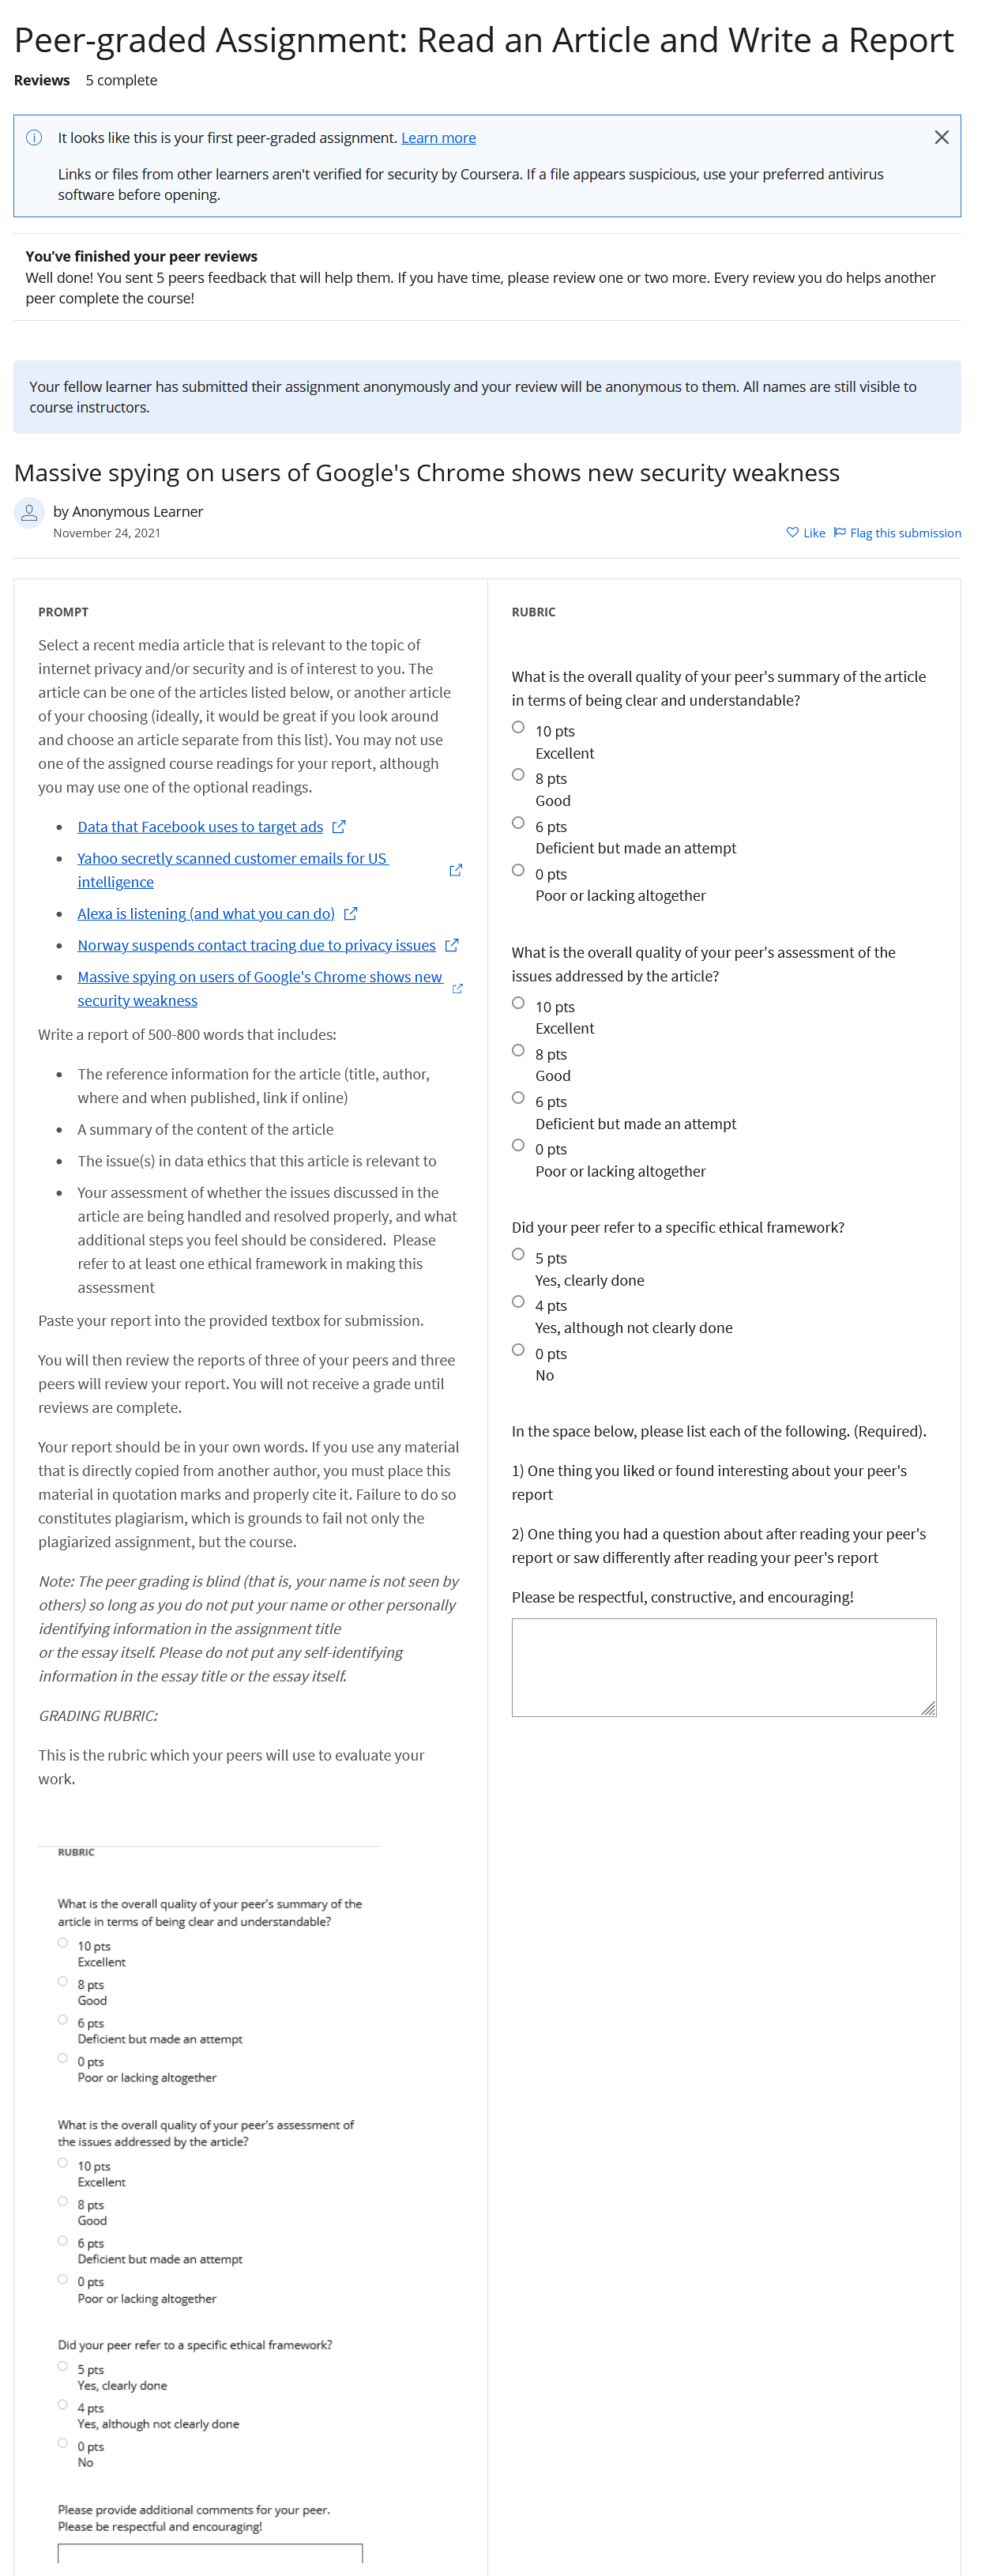 Peer-graded Assignment: Read an Article and Write a Report
Reviews 5 complete
It looks like this is your first peer-graded assignment. Learn more
Links or files from other learners aren't verified for security by Coursera. If a file appears suspicious, use your preferred antivirus
software before opening.
You've finished your peer reviews
Well done! You sent 5 peers feedback that will help them. If you have time, please review one or two more. Every review you do helps another
peer complete the course!
Your fellow learner has submitted their assignment anonymously and your review will be anonymous to them. All names are still visible to
course instructors.
Massive spying on users of Google's Chrome shows new security weakness
by Anonymous Learner
November 24, 2021
Like Flag this submission
PROMPT
Select a recent media article that is relevant to the topic of
internet privacy and/or security and is of interest to you. The
article can be one of the articles listed below, or another article
of your choosing (ideally, it would be great if you look around
and choose an article separate from this list). You may not use
one of the assigned course readings for your report, although
you may use one of the optional readings.
Data that Facebook uses to target ads
Yahoo secretly scanned customer emails for US
intelligence
Alexa is listening (and what you can do)
Norway suspends contact tracing due to privacy issues
Massive spying on users of Google's Chrome shows new
security weakness
Write a report of 500-800 words that includes:
The reference information for the article (title, author,
where and when published, link if online)
A summary of the content of the article
The issue(s) in data ethics that this article is relevant to
Your assessment of whether the issues discussed in the
article are being handled and resolved properly, and what
additional steps you feel should be considered. Please
refer to at least one ethical framework in making this
assessment
Paste your report into the provided textbox for submission.
You will then review the reports of three of your peers and three
peers will review your report. You will not receive a grade until
reviews are complete.
Your report should be in your own words. If you use any material
that is directly copied from another author, you must place this
material in quotation marks and properly cite it. Failure to do so
constitutes plagiarism, which is grounds to fail not only the
plagiarized assignment, but the course.
Note: The peer grading is blind (that is, your name is not seen by
others) so long as you do not put your name or other personally
identifying information in the assignment title
or the essay itself. Please do not put any self-identifying
information in the essay title or the essay itself.
GRADING RUBRIC:
This is the rubric which your peers will use to evaluate your
work.
RUBRIC
What is the overall quality of your peer's summary of the
article in terms of being clear and understandable?
10 pts
Excellent
8 pts
Good
6 pts
Deficient but made an attempt
0 pts
Poor or lacking altogether
What is the overall quality of your peer's assessment of
the issues addressed by the article?
10 pts
Excellent
8 pts
Good
6 pts
Deficient but made an attempt
0 pts
Poor or lacking altogether
Did your peer refer to a specific ethical framework?
5 pts
Yes, clearly done
4 pts
Yes, although not clearly done
0 pts
No
Please provide additional comments for your peer.
Please be respectful and encouraging!
RUBRIC
What is the overall quality of your peer's summary of the article
in terms of being clear and understandable?
10 pts
Excellent
8 pts
Good
6 pts
Deficient but made an attempt
0 pts
Poor or lacking altogether
What is the overall quality of your peer's assessment of the
issues addressed by the article?
10 pts
Excellent
8 pts
Good
6 pts
Deficient but made an attempt
0 pts
Poor or lacking altogether
Did your peer refer to a specific ethical framework?
5 pts
Yes, clearly done
4 pts
Yes, although not clearly done
0 pts
No
In the space below, please list each of the following. (Required).
1) One thing you liked or found interesting about your peer's
report
2) One thing you had a question about after reading your peer's
report or saw differently after reading your peer's report
Please be respectful, constructive, and encouraging!